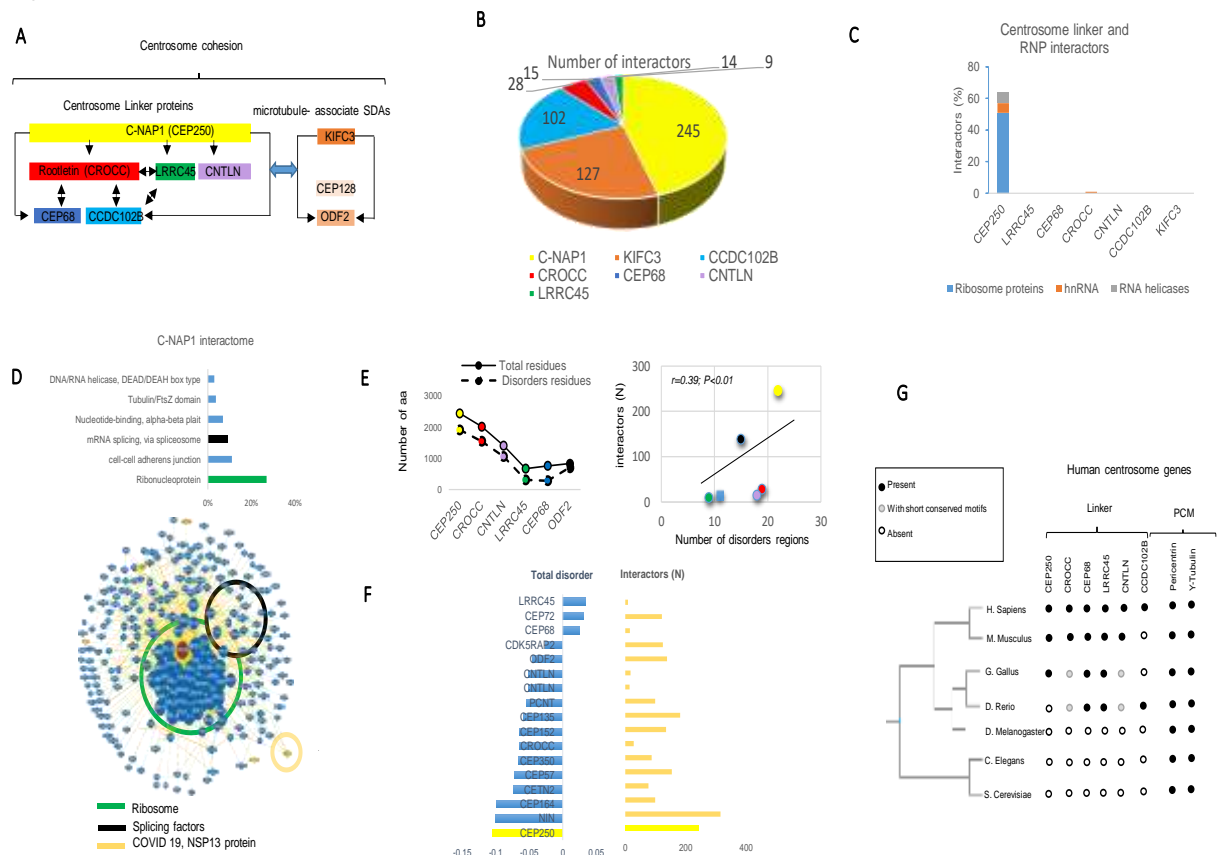 A
Centrosome cohesion
Centrosome Linker proteins
microtubule- associate SDAs
C-NAP1 (CEP250)
KIFC3
Rootletin (CROCC)
LRRC45
CNTLN
CEP128
CEP68
CCDC102B
ODF2
B
Number of interactors
15
14
9
28
102
245
127
C-NAP1
KIFC3
CCDC102B
CROCC
CEP68
CNTLN
LRRC45
C
Centrosome linker and
RNP interactors
Interactors (%)
80
60
40
20
0
CEP250
LRRC45
CEP68
CROCC
CNTLN
CCDC102B
KIFC3
Ribosome proteins
hnRNA
RNA helicases
C-NAP1 interactome
D
DNA/RNA helicase, DEAD/DEAH box type
Tubulin/FtsZ domain
Nucleotide-binding, alpha-beta plait
mRNA splicing, via spliceosome
cell-cell adherens junction
Ribonucleoprotein
0%
20%
40%
Ribosome
Splicing factors
COVID 19, NSP13 protein
E
Total residues
Disorders residues
Number of aa
3000
2000
1000
0
CEP250
CROCC
CNTLN
LRRC45
CEP68
ODF2
interactors (N)
300
200
100
0
r=0.39; P<0.01
0
10
20
30
Number of disorders regions
F
Total disorder
Interactors (N)
LRRC45
CEP72
CEP68
CDK5RAP2
ODF2
CNTLN
CNTLN
PCNT
CEP135
CEP152
CROCC
CEP350
CEP57
CETN2
CEP164
NIN
CEP250
-0.15
-0.1
-0.05
0
0.05
0
200
400
G
Present
With short conserved motifs
Absent
Human centrosome genes
Linker
PCM
CEP250
CROCC
CEP68
LRRC45
CNTLN
CCDC102B
Pericentrin
Y-Tubulin
H. Sapiens
M. Musculus
G. Gallus
D. Rerio
D. Melanogaster
C. Elegans
S. Cerevisiae